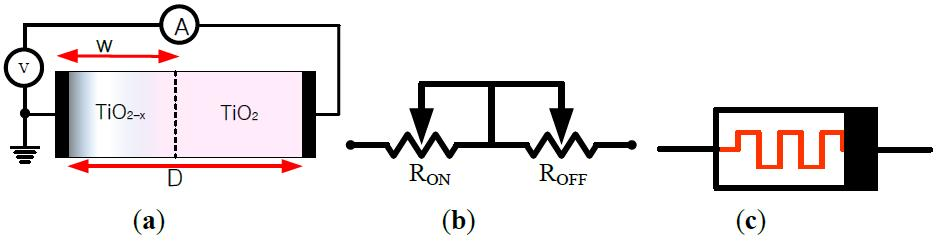 A
W
V
TiO2-x
TiO2
D
RON
ROFF
(a)
(b)
(c)